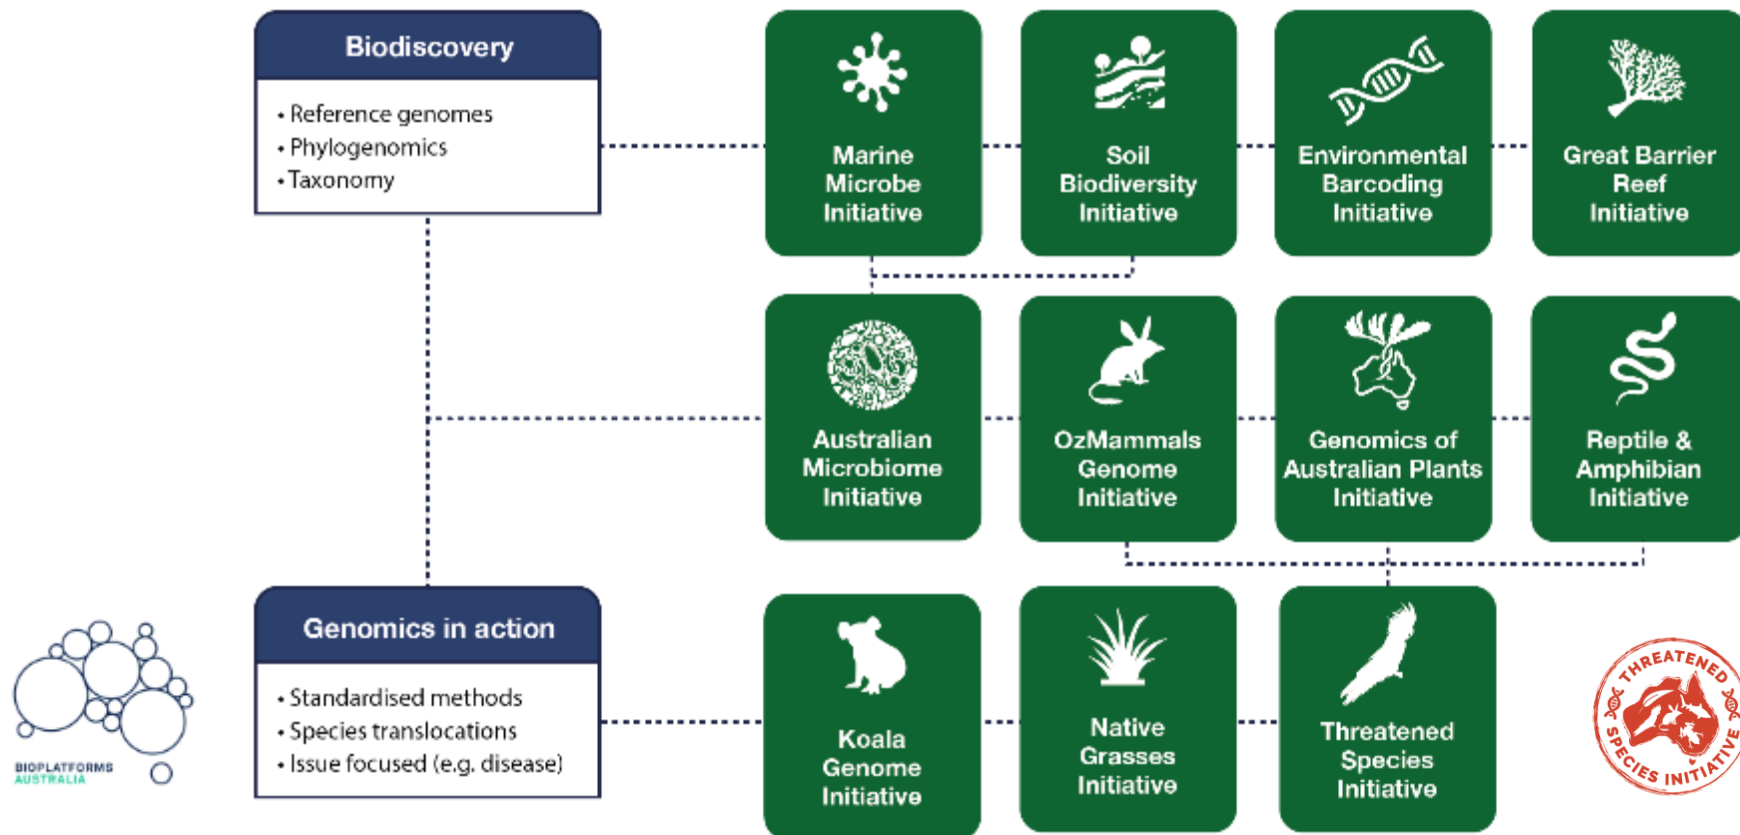 Biodiscovery
• Reference genomes
• Phylogenomics
• Taxonomy
Marine
Microbe
Initiative
Soil
Biodiversity
Initiative
Environmental
Barcoding
Initiative
Great Barrier
Reef
Initiative
Australian
Microbiome
Initiative
OzMammals
Genome
Initiative
Genomics of
Australian Plants
Initiative
Reptile &
Amphibian
Initiative
Genomics in action
• Standardised methods
• Species translocations
• Issue focused (e.g. disease)
Koala
Genome
Initiative
Native
Grasses
Initiative
Threatened
Species
Initiative
BIOPLATFORMS
AUSTRALIA
THREATENED
SPECIES INITIATIVE